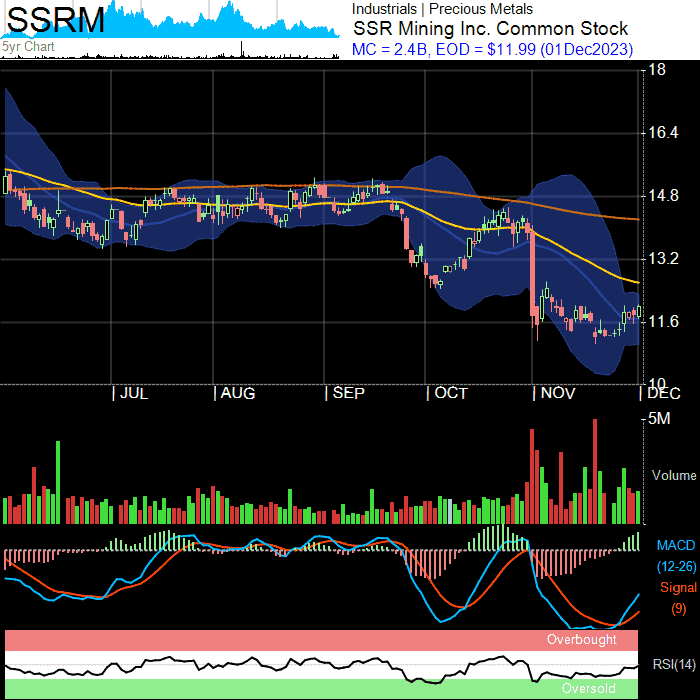 SSRM
5yr Chart
Industrials | Precious Metals
SSR Mining Inc. Common Stock
MC = 2.4B, EOD = $11.99 (01Dec2023)
18
16.4
14.8
13.2
11.6
10
| JUL | AUG | SEP | OCT | NOV | DEC
5M
Volume
MACD
(12-26)
Signal
(9)
Overbought
RSI(14)
Oversold